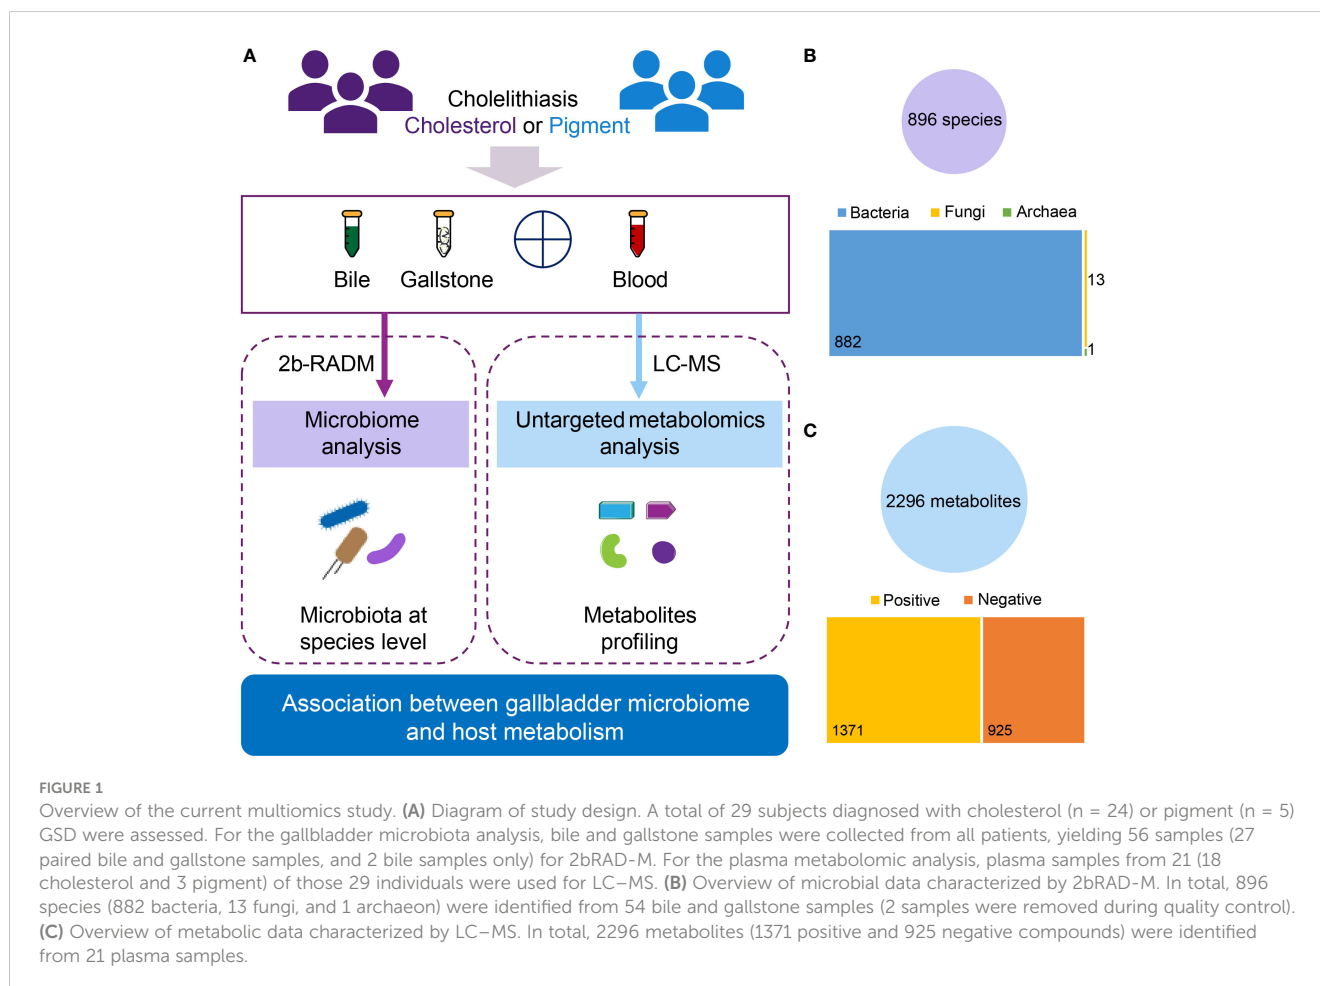 A
Cholelithiasis
Cholesterol or Pigment
Bile
Gallstone
Blood
2b-RADM
LC-MS
Microbiome
analysis
Untargeted metabolomics
analysis
Microbiota at
species level
Metabolites
profiling
Association between gallbladder microbiome
and host metabolism
B
896 species
Bacteria
Fungi
Archaea
882
13
1
C
2296 metabolites
Positive
Negative
1371
925
FIGURE 1
Overview of the current multiomics study. (A) Diagram of study design. A total of 29 subjects diagnosed with cholesterol (n = 24) or pigment (n = 5)
GSD were assessed. For the gallbladder microbiota analysis, bile and gallstone samples were collected from all patients, yielding 56 samples (27
paired bile and gallstone samples, and 2 bile samples only) for 2bRAD-M. For the plasma metabolomic analysis, plasma samples from 21 (18
cholesterol and 3 pigment) of those 29 individuals were used for LC–MS. (B) Overview of microbial data characterized by 2bRAD-M. In total, 896
species (882 bacteria, 13 fungi, and 1 archaeon) were identified from 54 bile and gallstone samples (2 samples were removed during quality control).
(C) Overview of metabolic data characterized by LC–MS. In total, 2296 metabolites (1371 positive and 925 negative compounds) were identified
from 21 plasma samples.